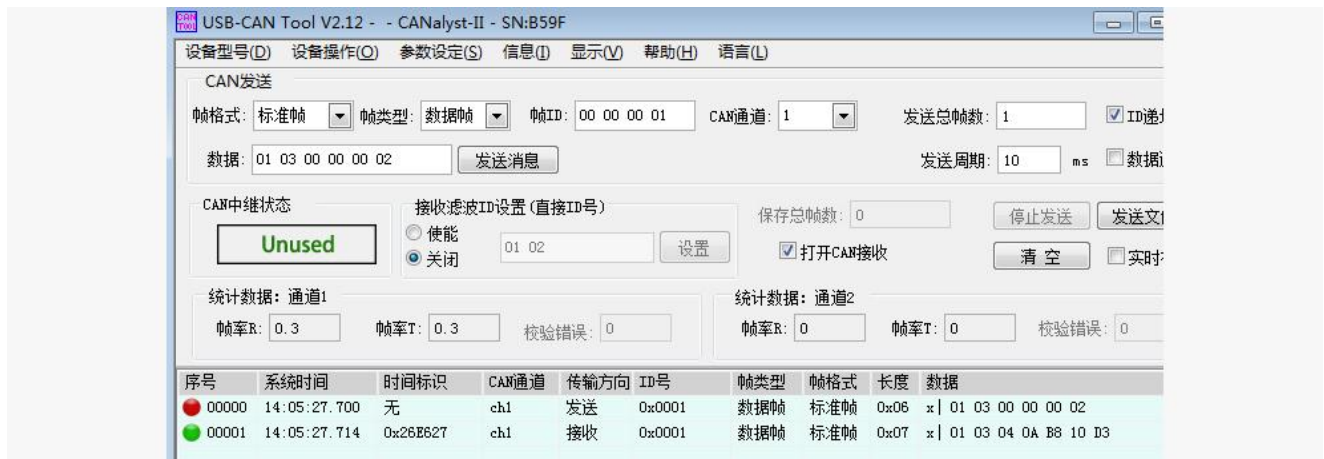 USB-CAN Tool V2.12 - - CANalyst-II - SN:B59F
设备型号(D) 设备操作(O) 参数设定(S) 信息(I) 显示(V) 帮助(H) 语言(L)
CAN发送
帧格式: 标准帧 帧类型: 数据帧 帧ID: 00 00 00 01 CAN通道: 1 发送总帧数: 1 ID递
数据: 01 03 00 00 00 02 发送消息 发送周期: 10 ms 数据
CAN中继状态 接收滤波ID设置(直接ID号) 保存总帧数: 0 停止发送 发送文
Unused 使能 01 02 设置 打开CAN接收 清 空 实时
关闭
统计数据: 通道1 统计数据: 通道2
帧率R: 0.3 帧率T: 0.3 校验错误: 0 帧率R: 0 帧率T: 0 校验错误: 0
序号 系统时间 时间标识 CAN通道 传输方向 ID号 帧类型 帧格式 长度 数据
00000 14:05:27.700 无 ch1 发送 0x0001 数据帧 标准帧 0x06 x| 01 03 00 00 00 02
00001 14:05:27.714 0x26E627 ch1 接收 0x0001 数据帧 标准帧 0x07 x| 01 03 04 0A B8 10 D3